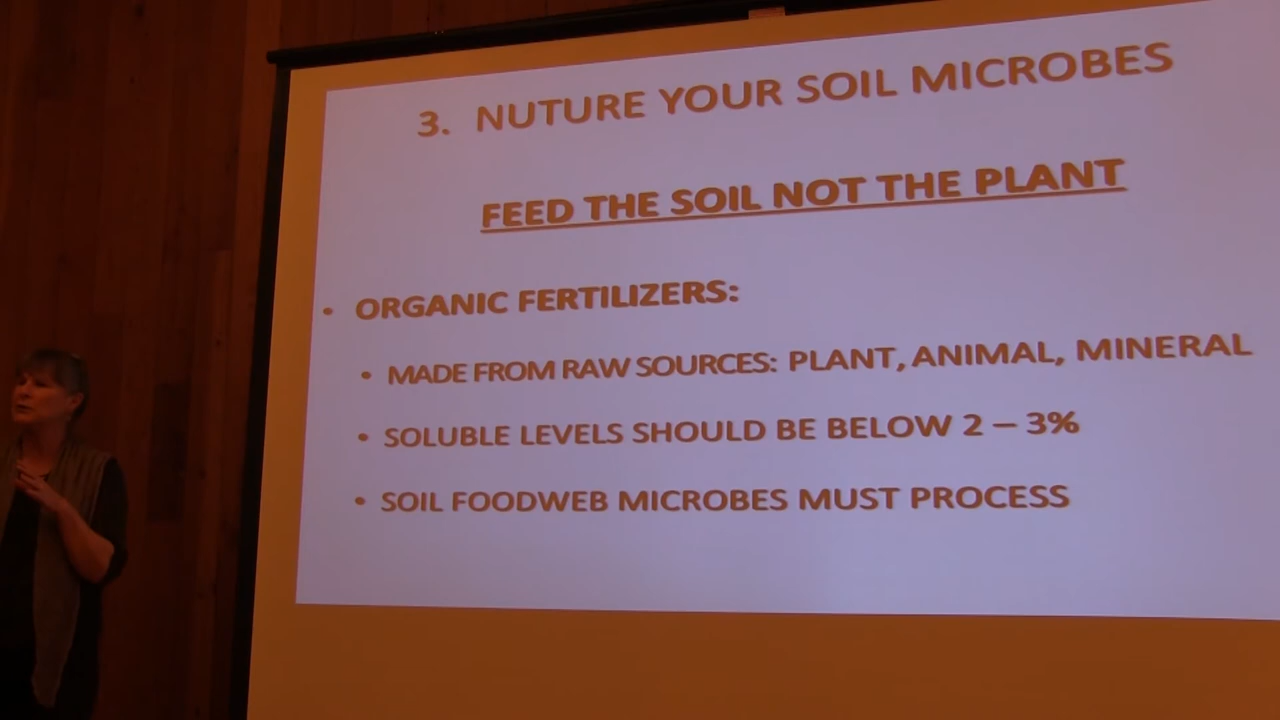 3. NUTURE YOUR SOIL MICROBES
FEED THE SOIL NOT THE PLANT
• ORGANIC FERTILIZERS:
• MADE FROM RAW SOURCES: PLANT, ANIMAL, MINERAL
• SOLUBLE LEVELS SHOULD BE BELOW 2 – 3%
• SOIL FOODWEB MICROBES MUST PROCESS